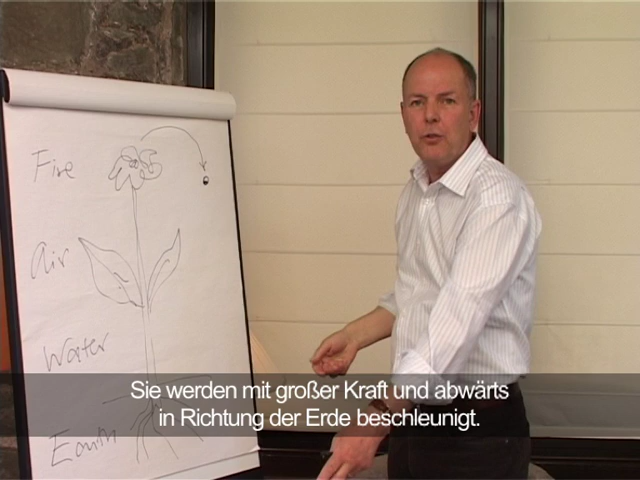 Fire
Air
Water
Earth
Sie werden mit großer Kraft und abwärts
in Richtung der Erde beschleunigt.